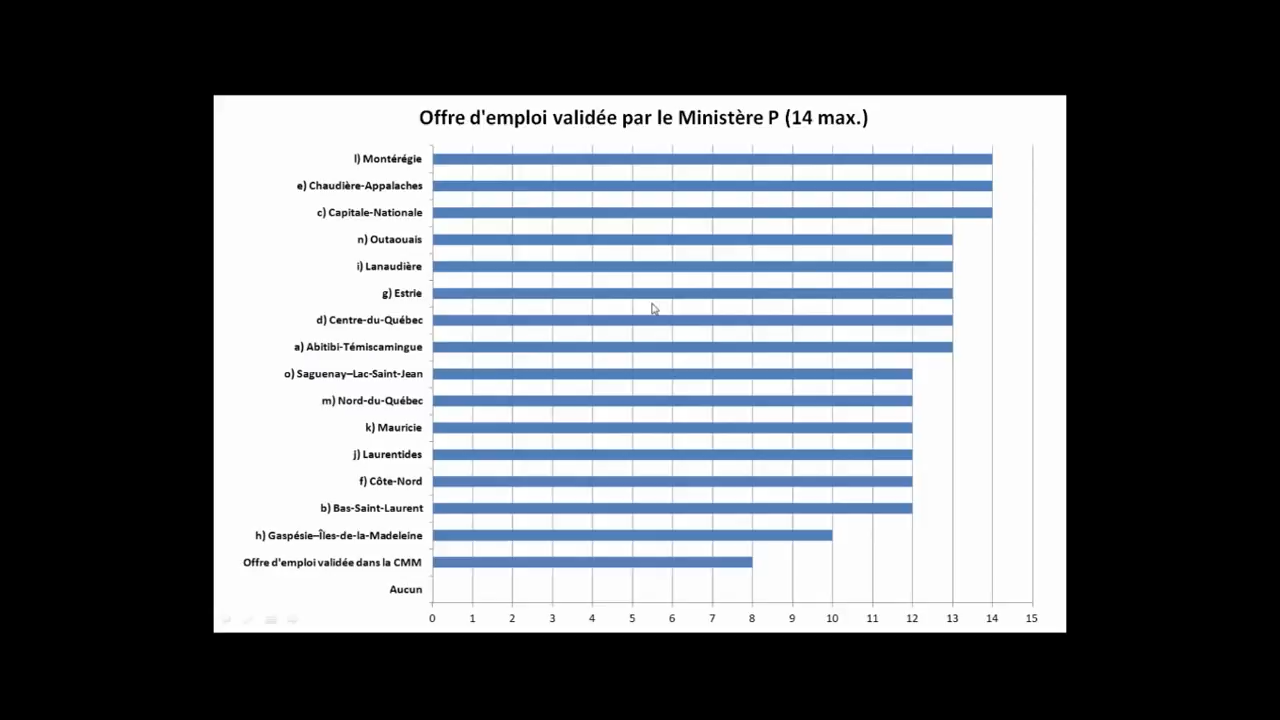 Offre d'emploi validée par le Ministère P (14 max.)
l) Montérégie
e) Chaudière-Appalaches
c) Capitale-Nationale
n) Outaouais
i) Lanaudière
g) Estrie
d) Centre-du-Québec
a) Abitibi-Témiscamingue
o) Saguenay–Lac-Saint-Jean
m) Nord-du-Québec
k) Mauricie
j) Laurentides
f) Côte-Nord
b) Bas-Saint-Laurent
h) Gaspésie–Îles-de-la-Madeleine
Offre d'emploi validée dans la CMM
Aucun
0 1 2 3 4 5 6 7 8 9 10 11 12 13 14 15